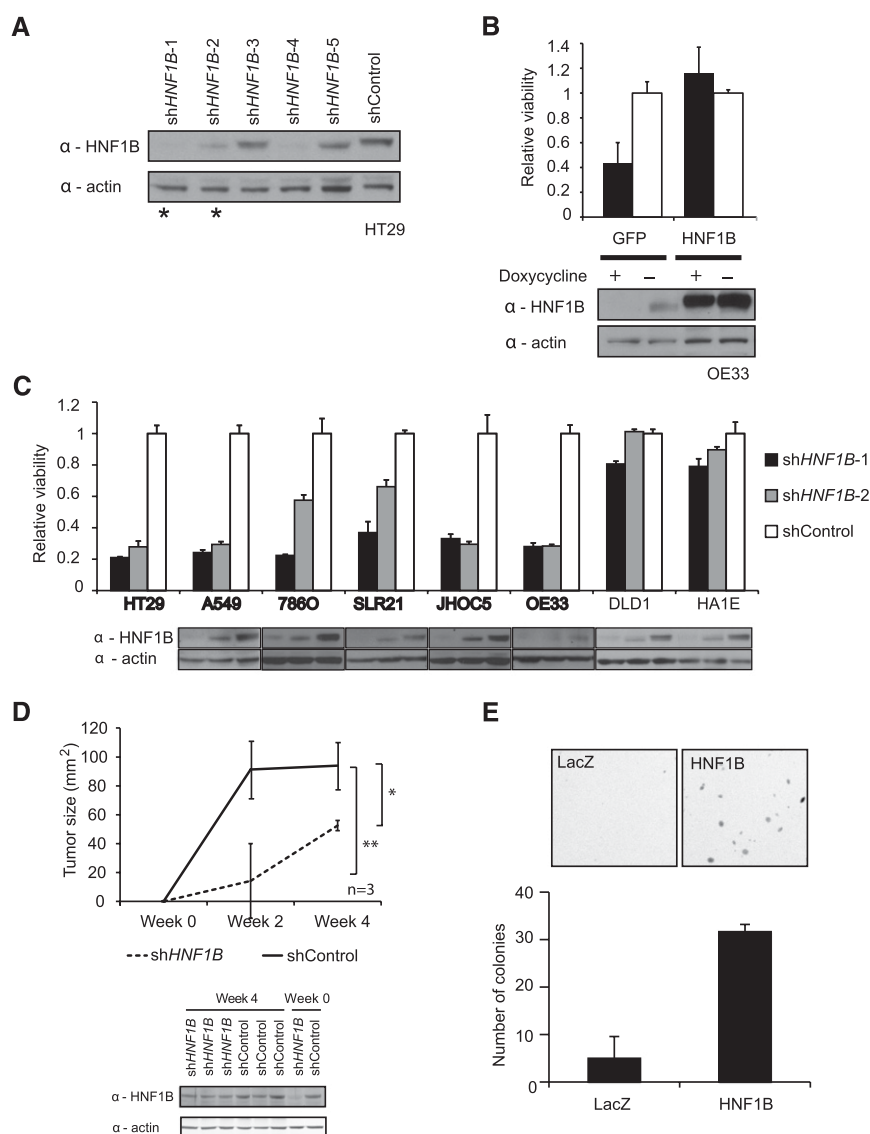 A
shHNF1B-1
shHNF1B-2
shHNF1B-3
shHNF1B-4
shHNF1B-5
shControl
α - HNF1B
α - actin
* *
HT29
B
Relative viability
1.4
1.2
1
0.8
0.6
0.4
0.2
0
GFP HNF1B
Doxycycline + − + −
α - HNF1B
α - actin
OE33
C
Relative viability
1.2
1
0.8
0.6
0.4
0.2
0
HT29 A549 786O SLR21 JHOC5 OE33 DLD1 HA1E
shHNF1B-1
shHNF1B-2
shControl
α - HNF1B
α - actin
D
Tumor size (mm2)
120
100
80
60
40
20
0
*
**
n=3
Week 0 Week 2 Week 4
shHNF1B shControl
Week 4 Week 0
shHNF1B
shHNF1B
shHNF1B
shControl
shControl
shControl
shHNF1B
shControl
α - HNF1B
α - actin
E
LacZ HNF1B
Number of colonies
40
30
20
10
0
LacZ HNF1B